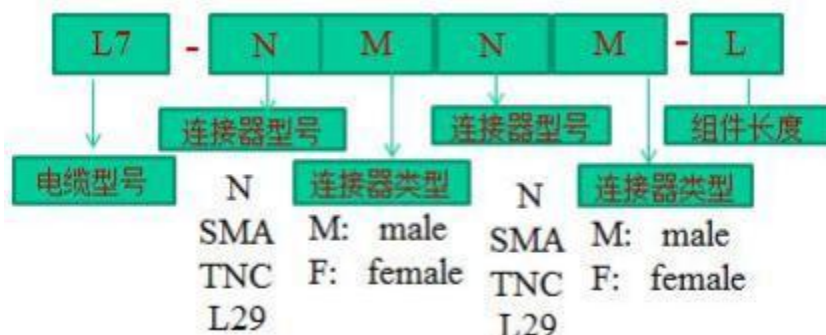 L7 - N M N M - L
连接器型号 连接器型号 组件长度
电缆型号 连接器类型 连接器类型
N N
SMA M: male SMA M: male
TNC F: female TNC F: female
L29 L29